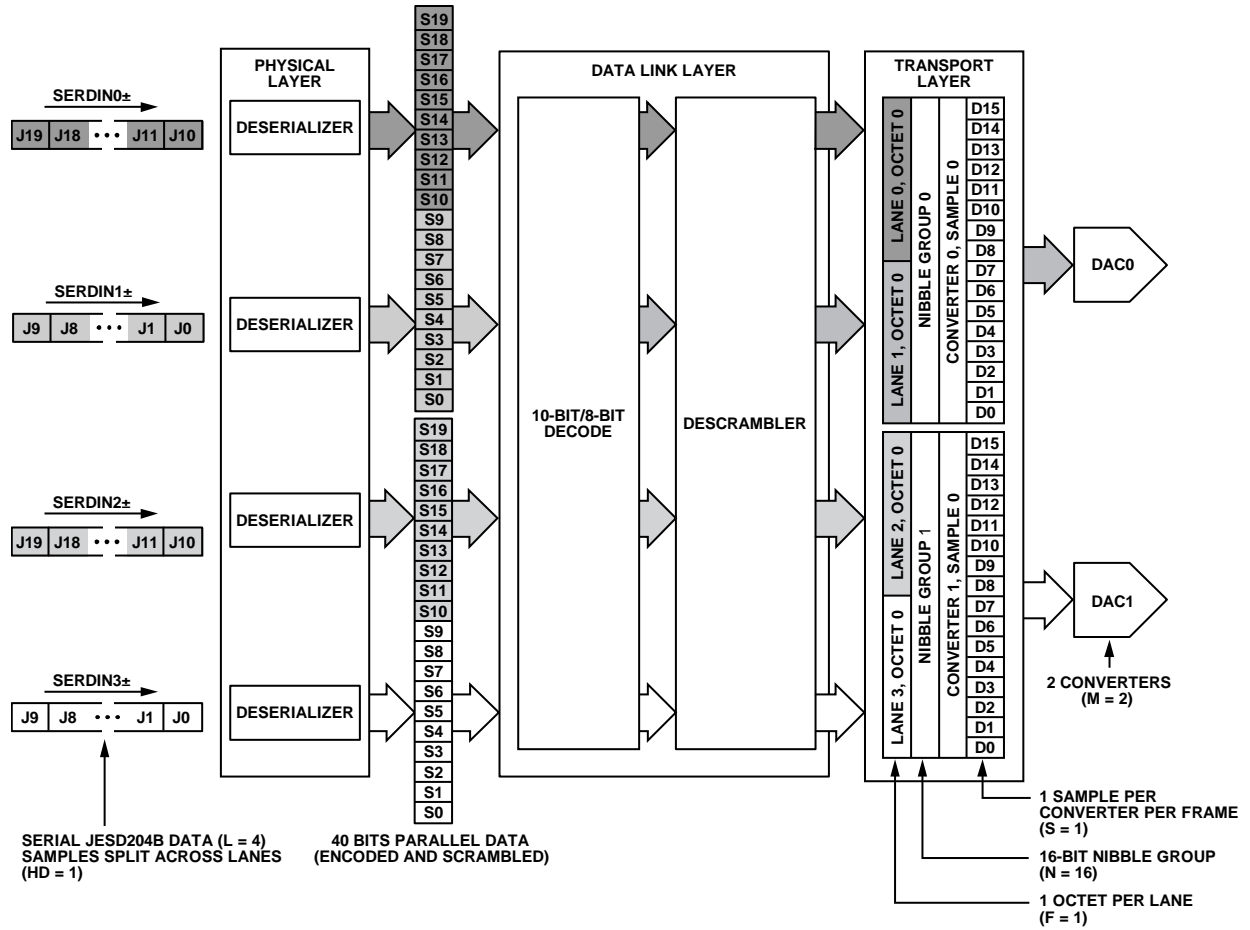 SERDIN0±
J19 J18 ••• J11 J10
SERDIN1±
J9 J8 ••• J1 J0
SERDIN2±
J19 J18 ••• J11 J10
SERDIN3±
J9 J8 ••• J1 J0
SERIAL JESD204B DATA (L = 4)
SAMPLES SPLIT ACROSS LANES
(HD = 1)
PHYSICAL
LAYER
DESERIALIZER
DESERIALIZER
DESERIALIZER
DESERIALIZER
S19
S18
S17
S16
S15
S14
S13
S12
S11
S10
S9
S8
S7
S6
S5
S4
S3
S2
S1
S0
S19
S18
S17
S16
S15
S14
S13
S12
S11
S10
S9
S8
S7
S6
S5
S4
S3
S2
S1
S0
40 BITS PARALLEL DATA
(ENCODED AND SCRAMBLED)
DATA LINK LAYER
10-BIT/8-BIT
DECODE
DESCRAMBLER
TRANSPORT
LAYER
LANE 0, OCTET 0
LANE 1, OCTET 0
NIBBLE GROUP 0
CONVERTER 0, SAMPLE 0
D15
D14
D13
D12
D11
D10
D9
D8
D7
D6
D5
D4
D3
D2
D1
D0
LANE 2, OCTET 0
LANE 3, OCTET 0
NIBBLE GROUP 1
CONVERTER 1, SAMPLE 0
D15
D14
D13
D12
D11
D10
D9
D8
D7
D6
D5
D4
D3
D2
D1
D0
DAC0
DAC1
2 CONVERTERS
(M = 2)
1 SAMPLE PER
CONVERTER PER FRAME
(S = 1)
16-BIT NIBBLE GROUP
(N = 16)
1 OCTET PER LANE
(F = 1)